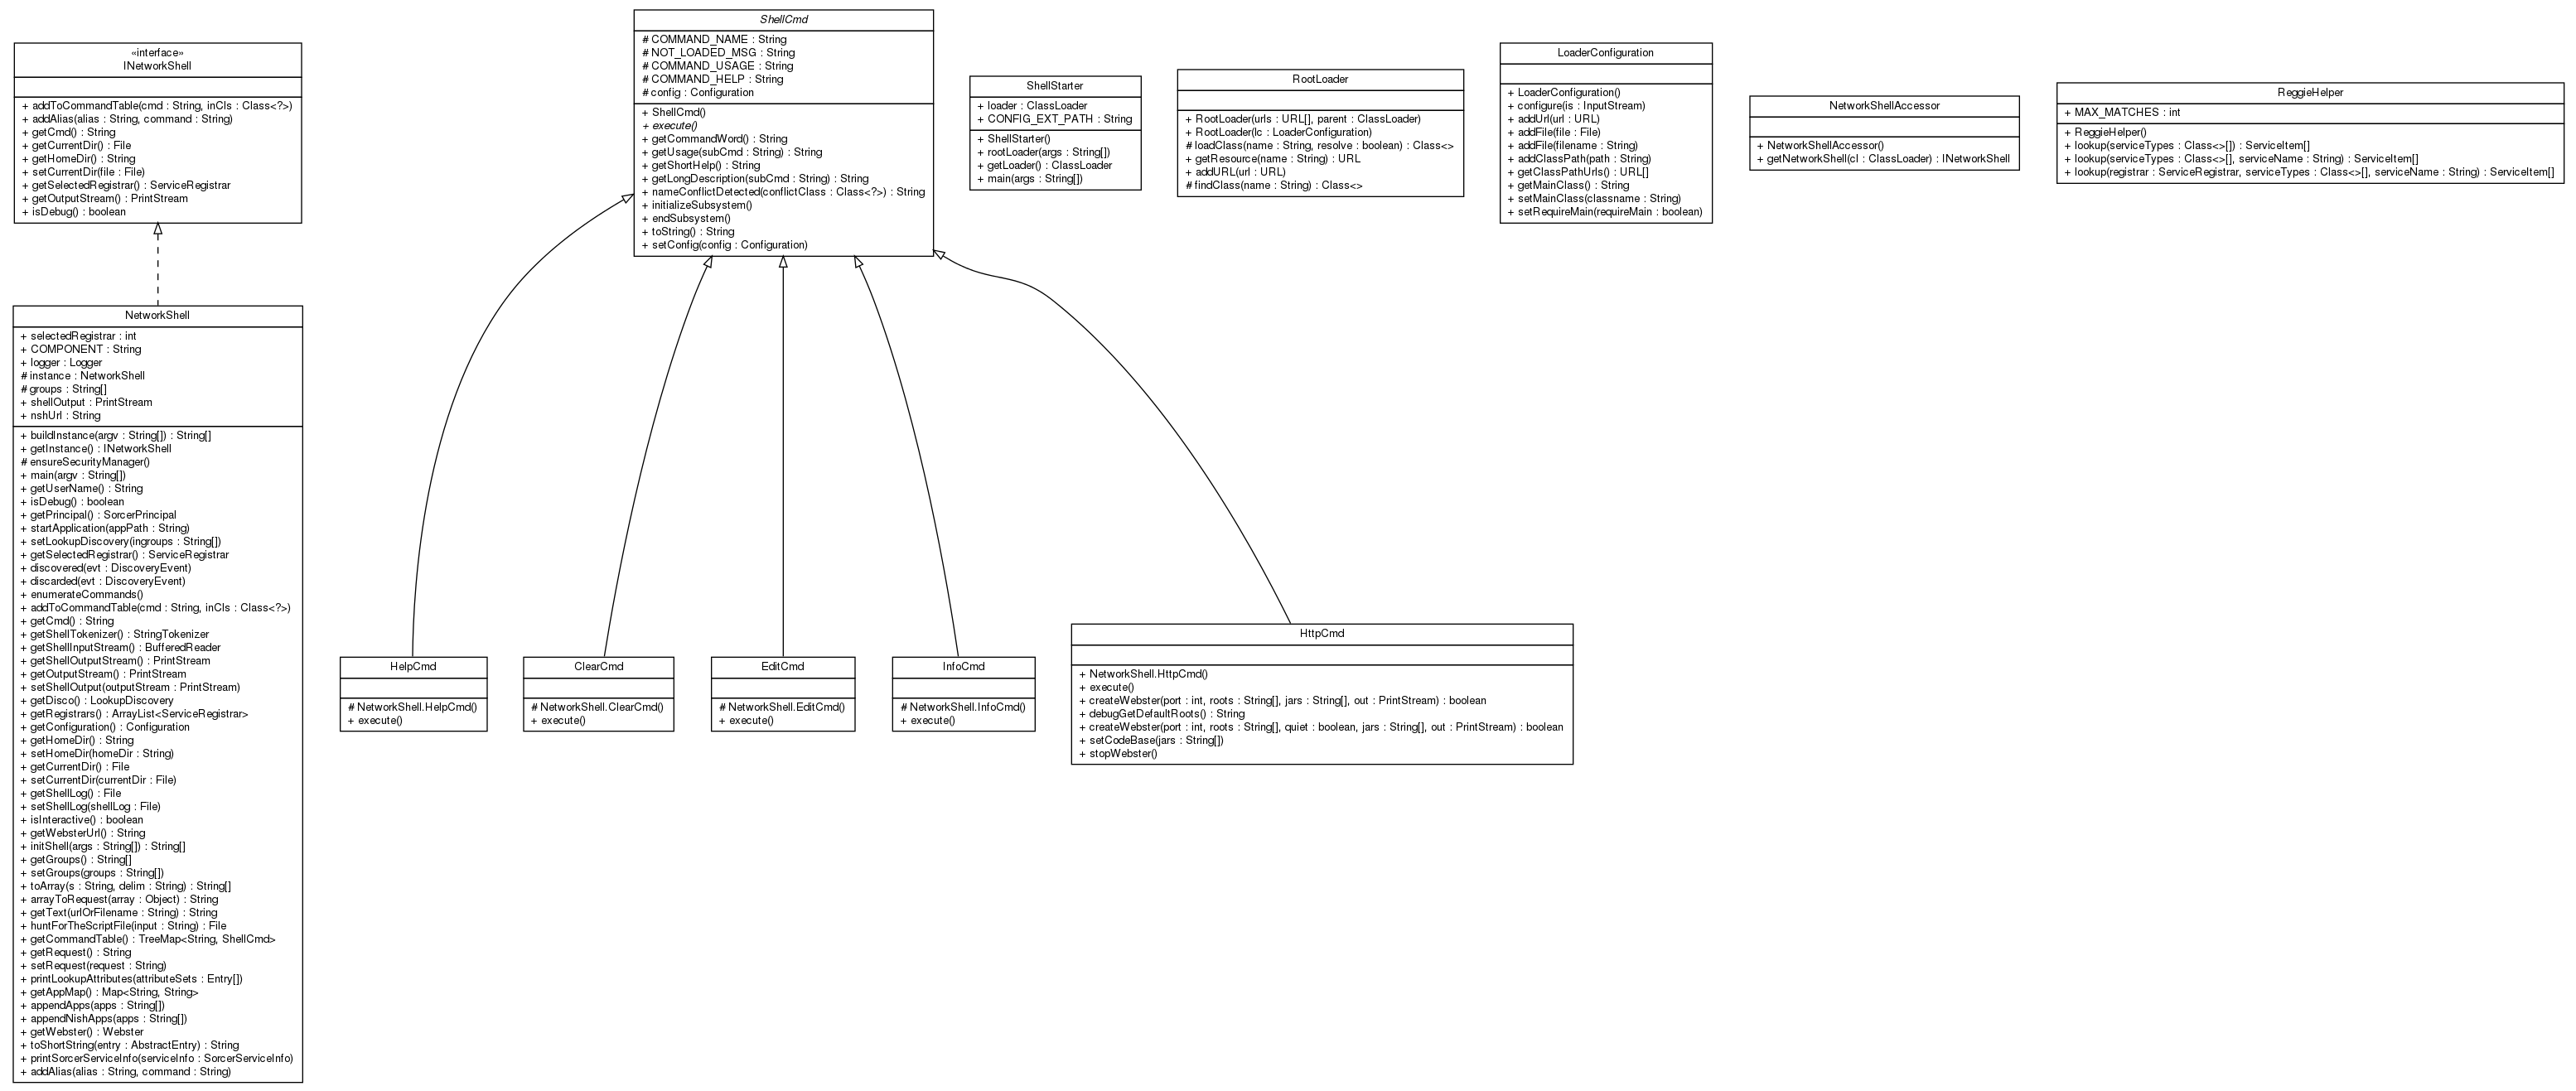 «interface»
INetworkShell
+ addToCommandTable(cmd : String, inCls : Class<?>)
+ addAlias(alias : String, command : String)
+ getCmd() : String
+ getCurrentDir() : File
+ getHomeDir() : String
+ setCurrentDir(file : File)
+ getSelectedRegistrar() : ServiceRegistrar
+ getOutputStream() : PrintStream
+ isDebug() : boolean
NetworkShell
+ selectedRegistrar : int
+ COMPONENT : String
+ logger : Logger
# instance : NetworkShell
# groups : String[]
+ shellOutput : PrintStream
+ nshUrl : String
+ buildInstance(argv : String[]) : String[]
+ getInstance() : INetworkShell
# ensureSecurityManager()
+ main(argv : String[])
+ getUserName() : String
+ isDebug() : boolean
+ getPrincipal() : SorcerPrincipal
+ startApplication(appPath : String)
+ setLookupDiscovery(ingroups : String[])
+ getSelectedRegistrar() : ServiceRegistrar
+ discovered(evt : DiscoveryEvent)
+ discarded(evt : DiscoveryEvent)
+ enumerateCommands()
+ addToCommandTable(cmd : String, inCls : Class<?>)
+ getCmd() : String
+ getShellTokenizer() : StringTokenizer
+ getShellInputStream() : BufferedReader
+ getShellOutputStream() : PrintStream
+ getOutputStream() : PrintStream
+ setShellOutput(outputStream : PrintStream)
+ getDisco() : LookupDiscovery
+ getRegistrars() : ArrayList<ServiceRegistrar>
+ getConfiguration() : Configuration
+ getHomeDir() : String
+ setHomeDir(homeDir : String)
+ getCurrentDir() : File
+ setCurrentDir(currentDir : File)
+ getShellLog() : File
+ setShellLog(shellLog : File)
+ isInteractive() : boolean
+ getWebsterUrl() : String
+ initShell(args : String[]) : String[]
+ getGroups() : String[]
+ setGroups(groups : String[])
+ toArray(s : String, delim : String) : String[]
+ arrayToRequest(array : Object) : String
+ getText(urlOrFilename : String) : String
+ huntForTheScriptFile(input : String) : File
+ getCommandTable() : TreeMap<String, ShellCmd>
+ getRequest() : String
+ setRequest(request : String)
+ printLookupAttributes(attributeSets : Entry[])
+ getAppMap() : Map<String, String>
+ appendApps(apps : String[])
+ appendNishApps(apps : String[])
+ getWebster() : Webster
+ toShortString(entry : AbstractEntry) : String
+ printSorcerServiceInfo(serviceInfo : SorcerServiceInfo)
+ addAlias(alias : String, command : String)
ShellCmd
# COMMAND_NAME : String
# NOT_LOADED_MSG : String
# COMMAND_USAGE : String
# COMMAND_HELP : String
# config : Configuration
+ ShellCmd()
+ execute()
+ getCommandWord() : String
+ getUsage(subCmd : String) : String
+ getShortHelp() : String
+ getLongDescription(subCmd : String) : String
+ nameConflictDetected(conflictClass : Class<?>) : String
+ initializeSubsystem()
+ endSubsystem()
+ toString() : String
+ setConfig(config : Configuration)
HelpCmd
# NetworkShell.HelpCmd()
+ execute()
ClearCmd
# NetworkShell.ClearCmd()
+ execute()
EditCmd
# NetworkShell.EditCmd()
+ execute()
InfoCmd
# NetworkShell.InfoCmd()
+ execute()
HttpCmd
+ NetworkShell.HttpCmd()
+ execute()
+ createWebster(port : int, roots : String[], jars : String[], out : PrintStream) : boolean
+ debugGetDefaultRoots() : String
+ createWebster(port : int, roots : String[], quiet : boolean, jars : String[], out : PrintStream) : boolean
+ setCodeBase(jars : String[])
+ stopWebster()
ShellStarter
+ loader : ClassLoader
+ CONFIG_EXT_PATH : String
+ ShellStarter()
+ rootLoader(args : String[])
+ getLoader() : ClassLoader
+ main(args : String[])
RootLoader
+ RootLoader(urls : URL[], parent : ClassLoader)
+ RootLoader(lc : LoaderConfiguration)
# loadClass(name : String, resolve : boolean) : Class<>
+ getResource(name : String) : URL
+ addURL(url : URL)
# findClass(name : String) : Class<>
LoaderConfiguration
+ LoaderConfiguration()
+ configure(is : InputStream)
+ addUrl(url : URL)
+ addFile(file : File)
+ addFile(filename : String)
+ addClassPath(path : String)
+ getClassPathUrls() : URL[]
+ getMainClass() : String
+ setMainClass(classname : String)
+ setRequireMain(requireMain : boolean)
NetworkShellAccessor
+ NetworkShellAccessor()
+ getNetworkShell(cl : ClassLoader) : INetworkShell
ReggieHelper
+ MAX_MATCHES : int
+ ReggieHelper()
+ lookup(serviceTypes : Class<>[]) : ServiceItem[]
+ lookup(serviceTypes : Class<>[], serviceName : String) : ServiceItem[]
+ lookup(registrar : ServiceRegistrar, serviceTypes : Class<>[], serviceName : String) : ServiceItem[]